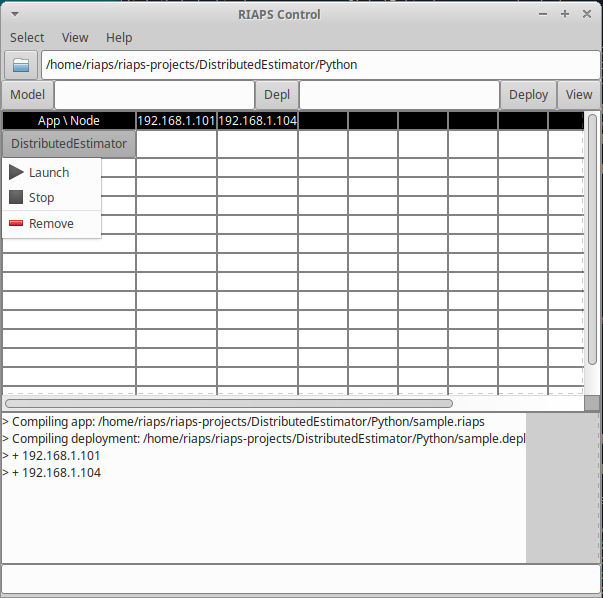 RIAPS Control
Select View Help
/home/riaps/riaps-projects/DistributedEstimator/Python
Model Depl Deploy View
App \ Node 192.168.1.101 192.168.1.104
DistributedEstimator
Launch
Stop
Remove
> Compiling app: /home/riaps/riaps-projects/DistributedEstimator/Python/sample.riaps
> Compiling deployment: /home/riaps/riaps-projects/DistributedEstimator/Python/sample.depl
> + 192.168.1.101
> + 192.168.1.104